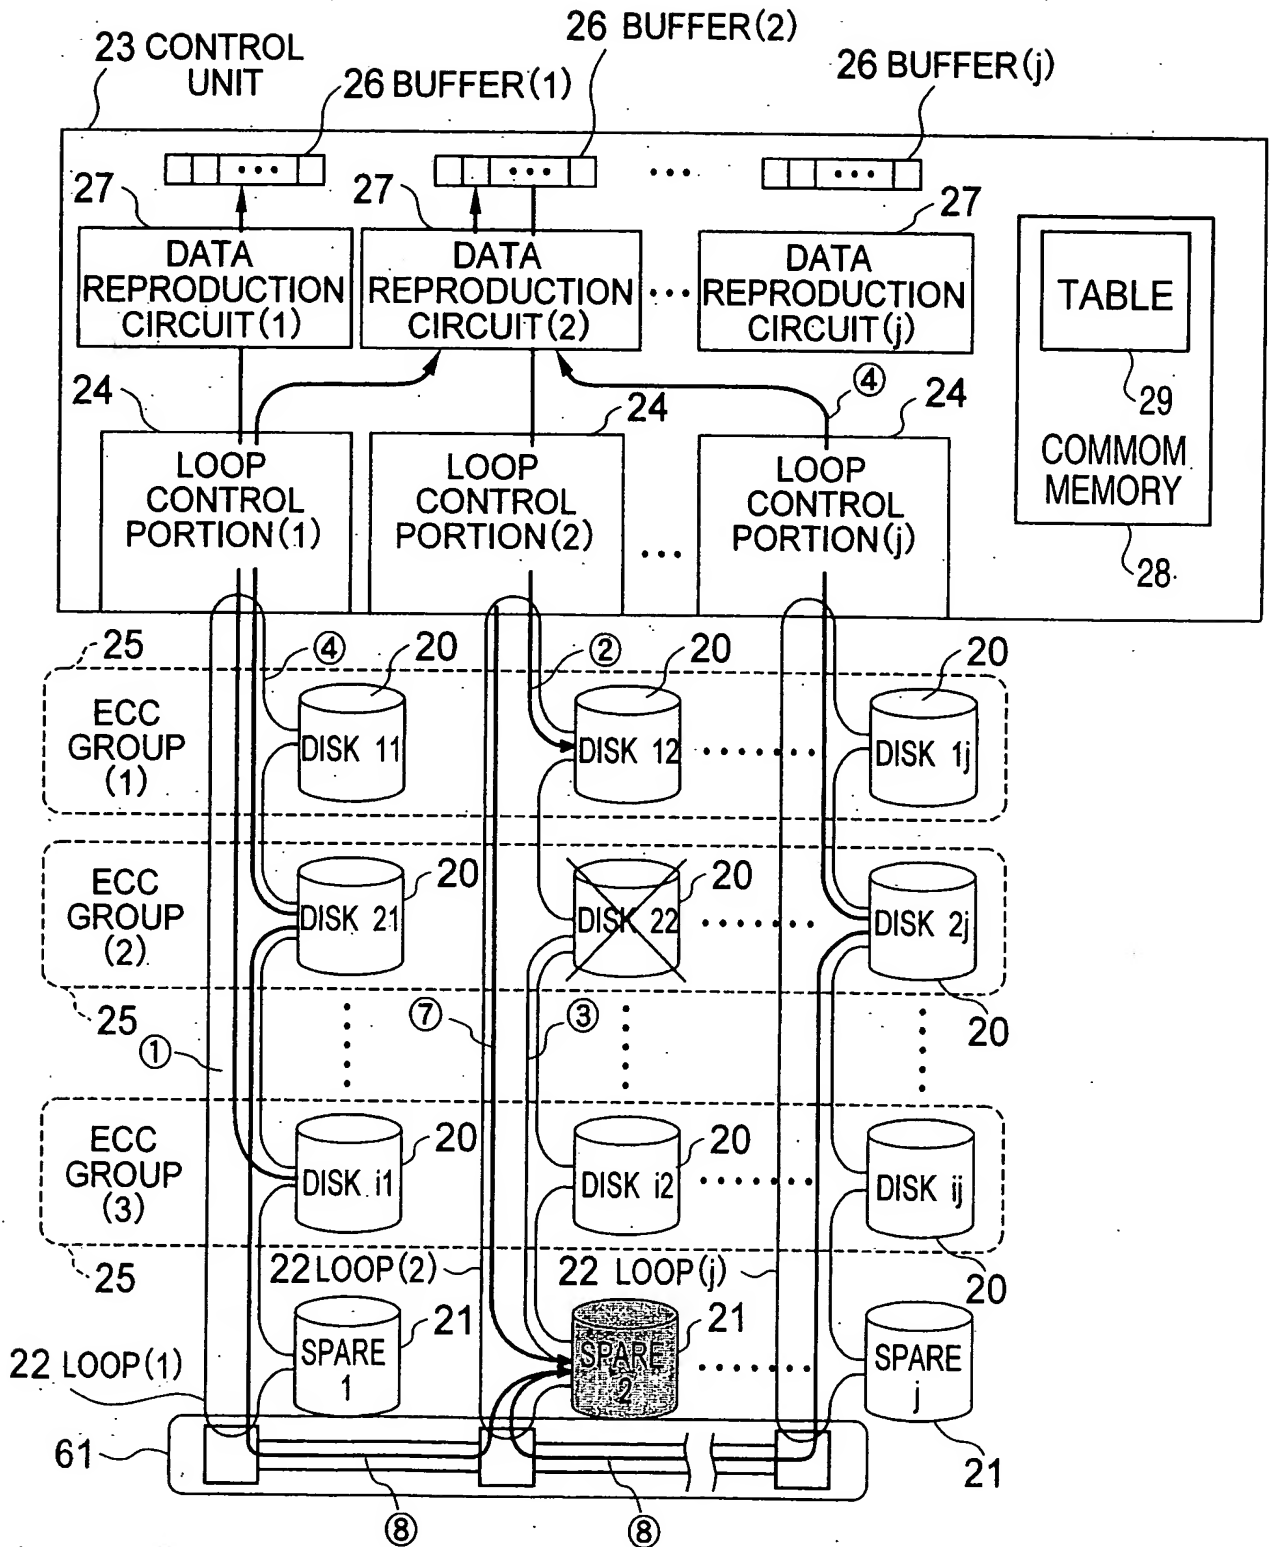 23 CONTROL
UNIT
26 BUFFER(1)
26 BUFFER(2)
26 BUFFER(j)
27
DATA
REPRODUCTION
CIRCUIT(1)
27
DATA
REPRODUCTION
CIRCUIT(2)
27
DATA
REPRODUCTION
CIRCUIT(j)
TABLE
29
COMMOM
MEMORY
28
24
LOOP
CONTROL
PORTION(1)
24
LOOP
CONTROL
PORTION(2)
④
24
LOOP
CONTROL
PORTION(j)
25
ECC
GROUP
(1)
④
20
DISK 11
②
20
DISK 12
20
DISK 1j
ECC
GROUP
(2)
25
20
DISK 21
20
DISK 22
DISK 2j
20
①
⑦
③
ECC
GROUP
(3)
25
20
DISK i1
20
DISK i2
DISK ij
20
22 LOOP(1)
22 LOOP(2)
22 LOOP(j)
21
SPARE
1
21
SPARE
2
SPARE
j
21
61
⑧
⑧